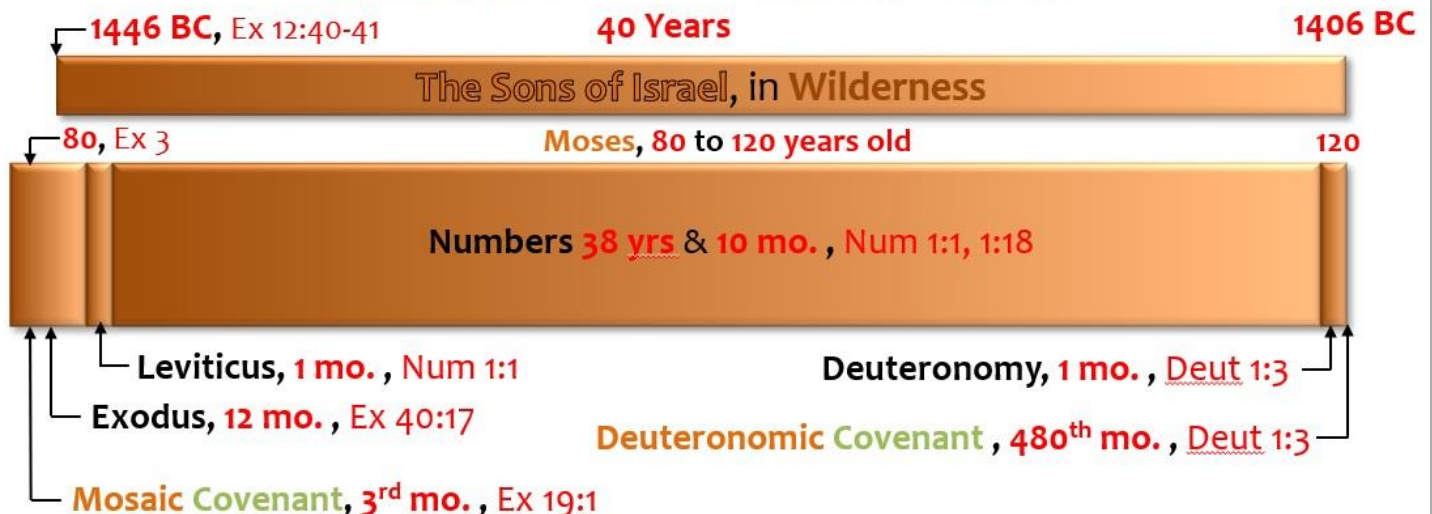 1446 BC, Ex 12:40-41 40 Years 1406 BC
The Sons of Israel, in Wilderness
80, Ex 3 Moses, 80 to 120 years old 120
Numbers 38 yrs & 10 mo. , Num 1:1, 1:18
Leviticus, 1 mo. , Num 1:1 Deuteronomy, 1 mo. , Deut 1:3
Exodus, 12 mo. , Ex 40:17
Deuteronomic Covenant , 480th mo. , Deut 1:3
Mosaic Covenant, 3rd mo. , Ex 19:1